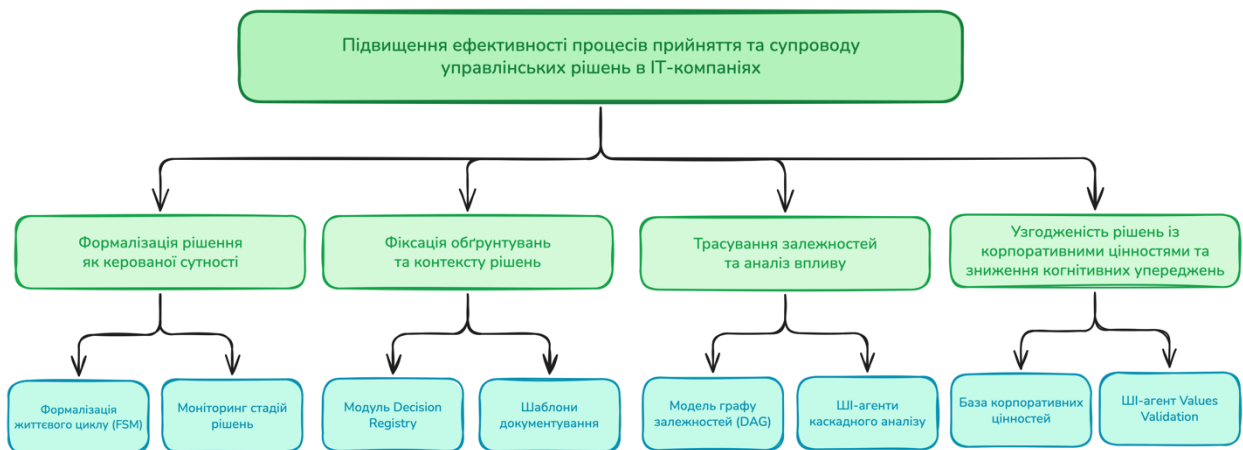 Підвищення ефективності процесів прийняття та супроводу
управлінських рішень в ІТ-компаніях
Формалізація рішення
як керованої сутності
Фіксація обґрунтувань
та контексту рішень
Трасування залежностей
та аналіз впливу
Узгодженість рішень із
корпоративними цінностями та
зниження когнітивних упереджень
Формалізація
життєвого циклу (FSM)
Моніторинг стадій
рішень
Модуль Decision
Registry
Шаблони
документування
Модель графу
залежностей (DAG)
ШІ-агенти
каскадного аналізу
База корпоративних
цінностей
ШІ-агент Values
Validation